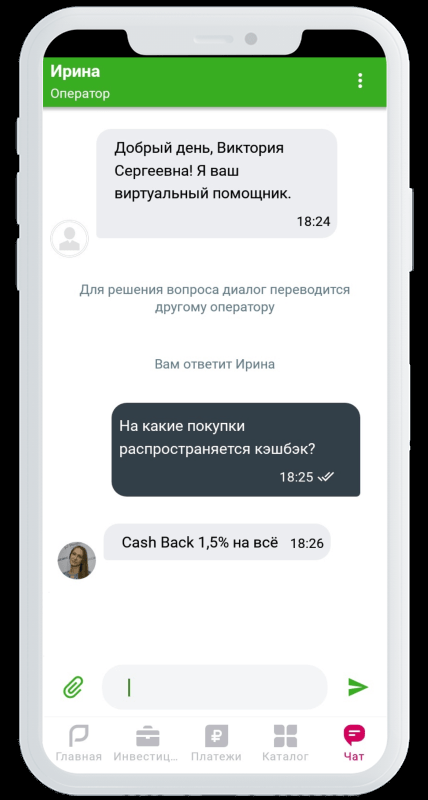 Ирина
Оператор
Добрый день, Виктория
Сергеевна! Я ваш
виртуальный помощник.
18:24
Для решения вопроса диалог переводится
другому оператору
Вам ответит Ирина
На какие покупки
распространяется кэшбэк?
18:25
Cash Back 1,5% на всё 18:26
Главная Инвестиц... Платежи Каталог Чат